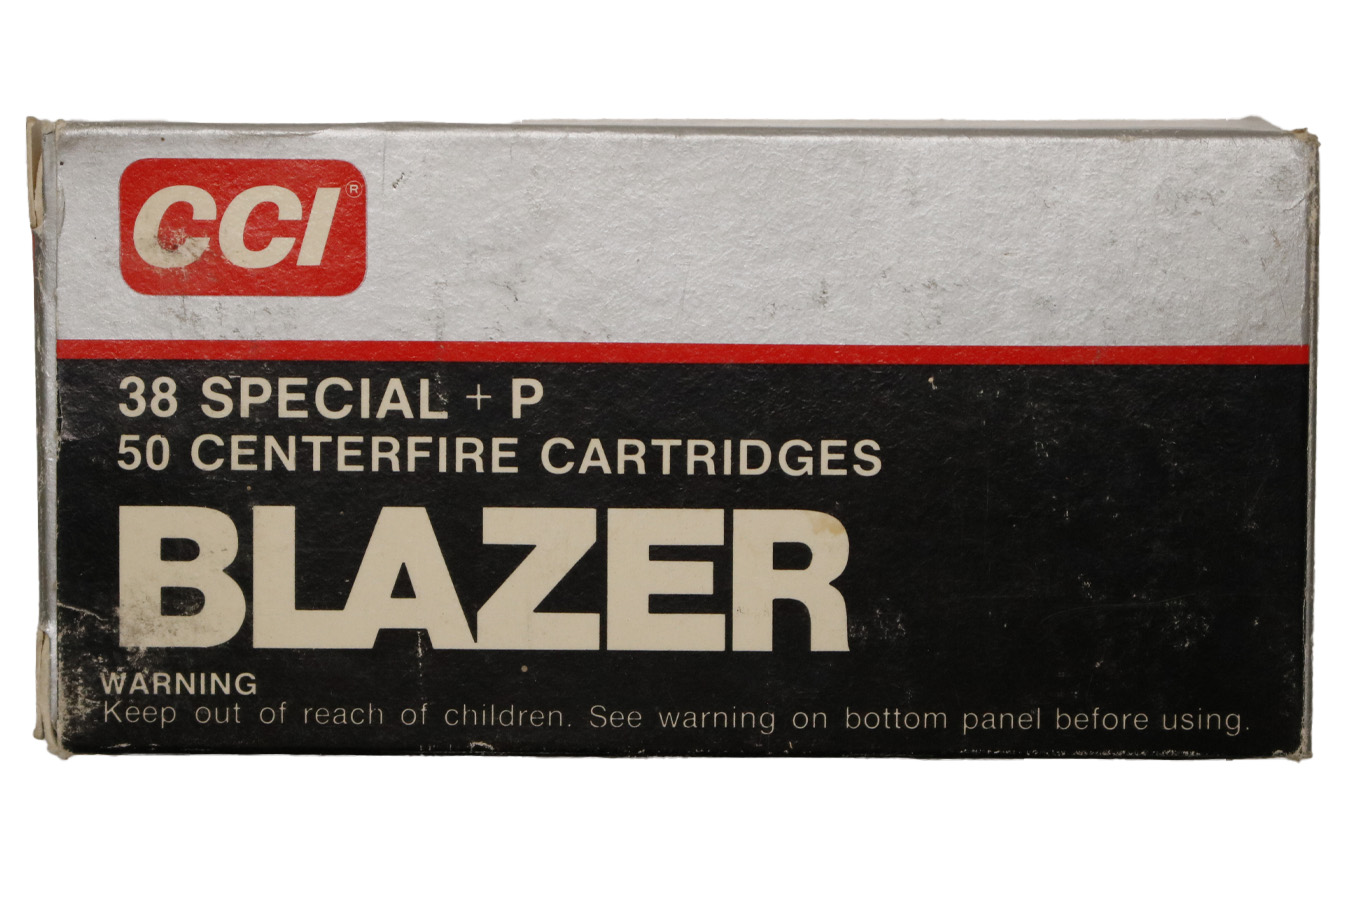 CCI®
38 SPECIAL + P
50 CENTERFIRE CARTRIDGES
BLAZER
WARNING
Keep out of reach of children. See warning on bottom panel before using.